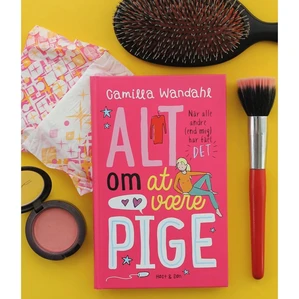 Camilla Wandahl
ALT
Når alle
andre
(end mig)
har fået
DET
om at
være
PIGE